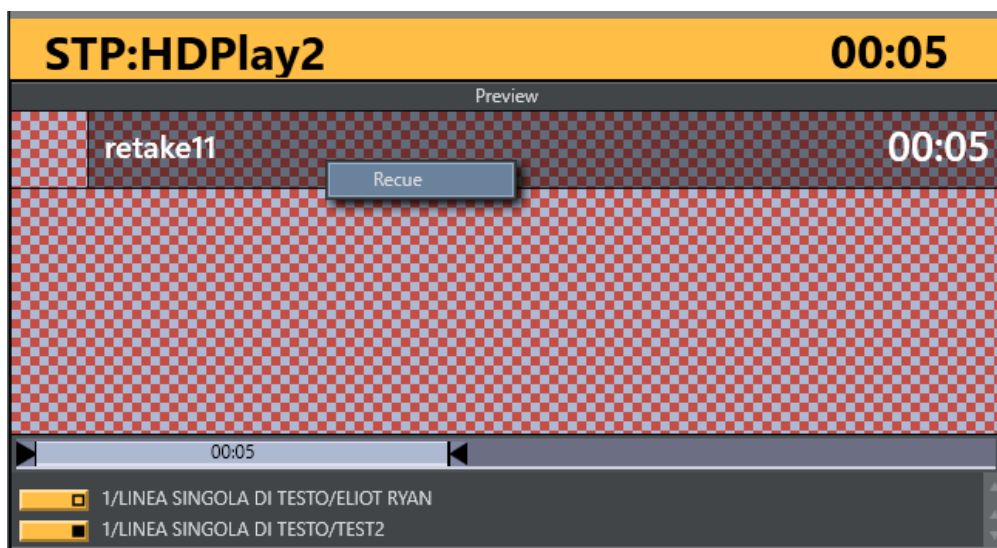 STP:HDPlay2 00:05
Preview
retake11 00:05
Recue
00:05
1/LINEA SINGOLA DI TESTO/ELIOT RYAN
1/LINEA SINGOLA DI TESTO/TEST2